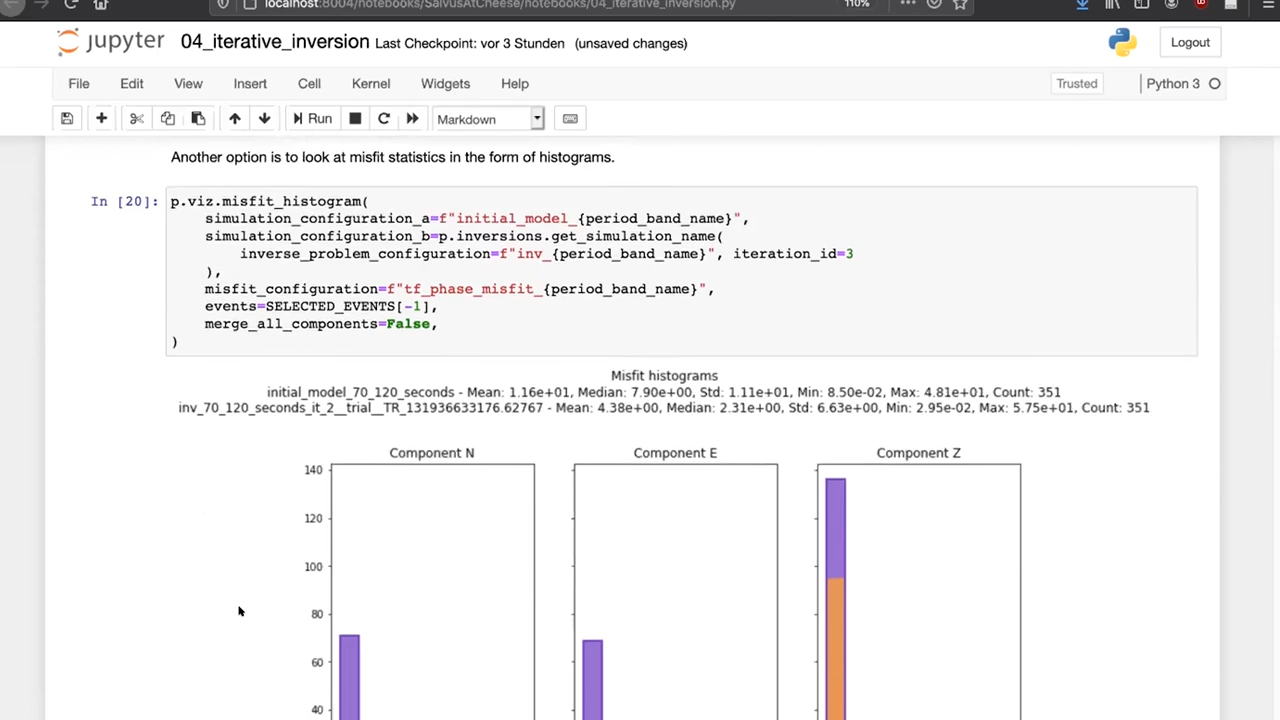 localhost:8004/notebooks/SalvusAtCheese/notebooks/04_iterative_inversion.py
110%
jupyter 04_iterative_inversion Last Checkpoint: vor 3 Stunden (unsaved changes)
Logout
File Edit View Insert Cell Kernel Widgets Help
Trusted
Python 3
Run
Markdown
Another option is to look at misfit statistics in the form of histograms.
In [20]:
p.viz.misfit_histogram(
simulation_configuration_a=f"initial_model_{period_band_name}",
simulation_configuration_b=p.inversions.get_simulation_name(
inverse_problem_configuration=f"inv_{period_band_name}", iteration_id=3
),
misfit_configuration=f"tf_phase_misfit_{period_band_name}",
events=SELECTED_EVENTS[-1],
merge_all_components=False,
)
Misfit histograms
initial_model_70_120_seconds - Mean: 1.16e+01, Median: 7.90e+00, Std: 1.11e+01, Min: 8.50e-02, Max: 4.81e+01, Count: 351
inv_70_120_seconds_it_2__trial__TR_131936633176.62767 - Mean: 4.38e+00, Median: 2.31e+00, Std: 6.63e+00, Min: 2.95e-02, Max: 5.75e+01, Count: 351
Component N
Component E
Component Z
140
120
100
80
60
40